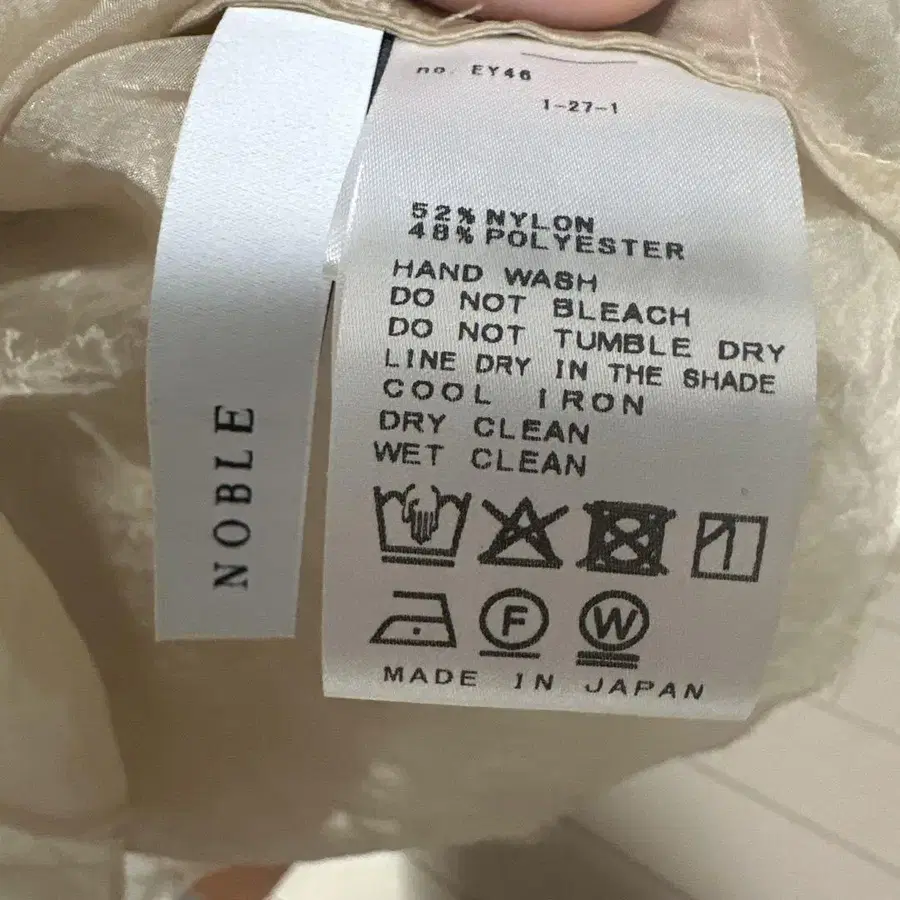 NOBLE
no. EY46
1-27-1
52% NYLON
48% POLYESTER
HAND WASH
DO NOT BLEACH
DO NOT TUMBLE DRY
LINE DRY IN THE SHADE
COOL IRON
DRY CLEAN
WET CLEAN
F W
MADE IN JAPAN